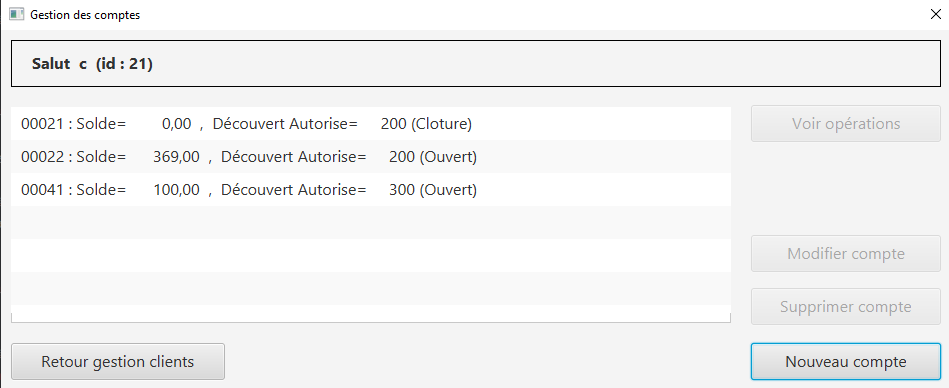 Gestion des comptes
Salut c (id : 21)
00021 : Solde= 0,00 , Découvert Autorise= 200 (Cloture)
Voir opérations
00022 : Solde= 369,00 , Découvert Autorise= 200 (Ouvert)
00041 : Solde= 100,00 , Découvert Autorise= 300 (Ouvert)
Modifier compte
Supprimer compte
Retour gestion clients
Nouveau compte